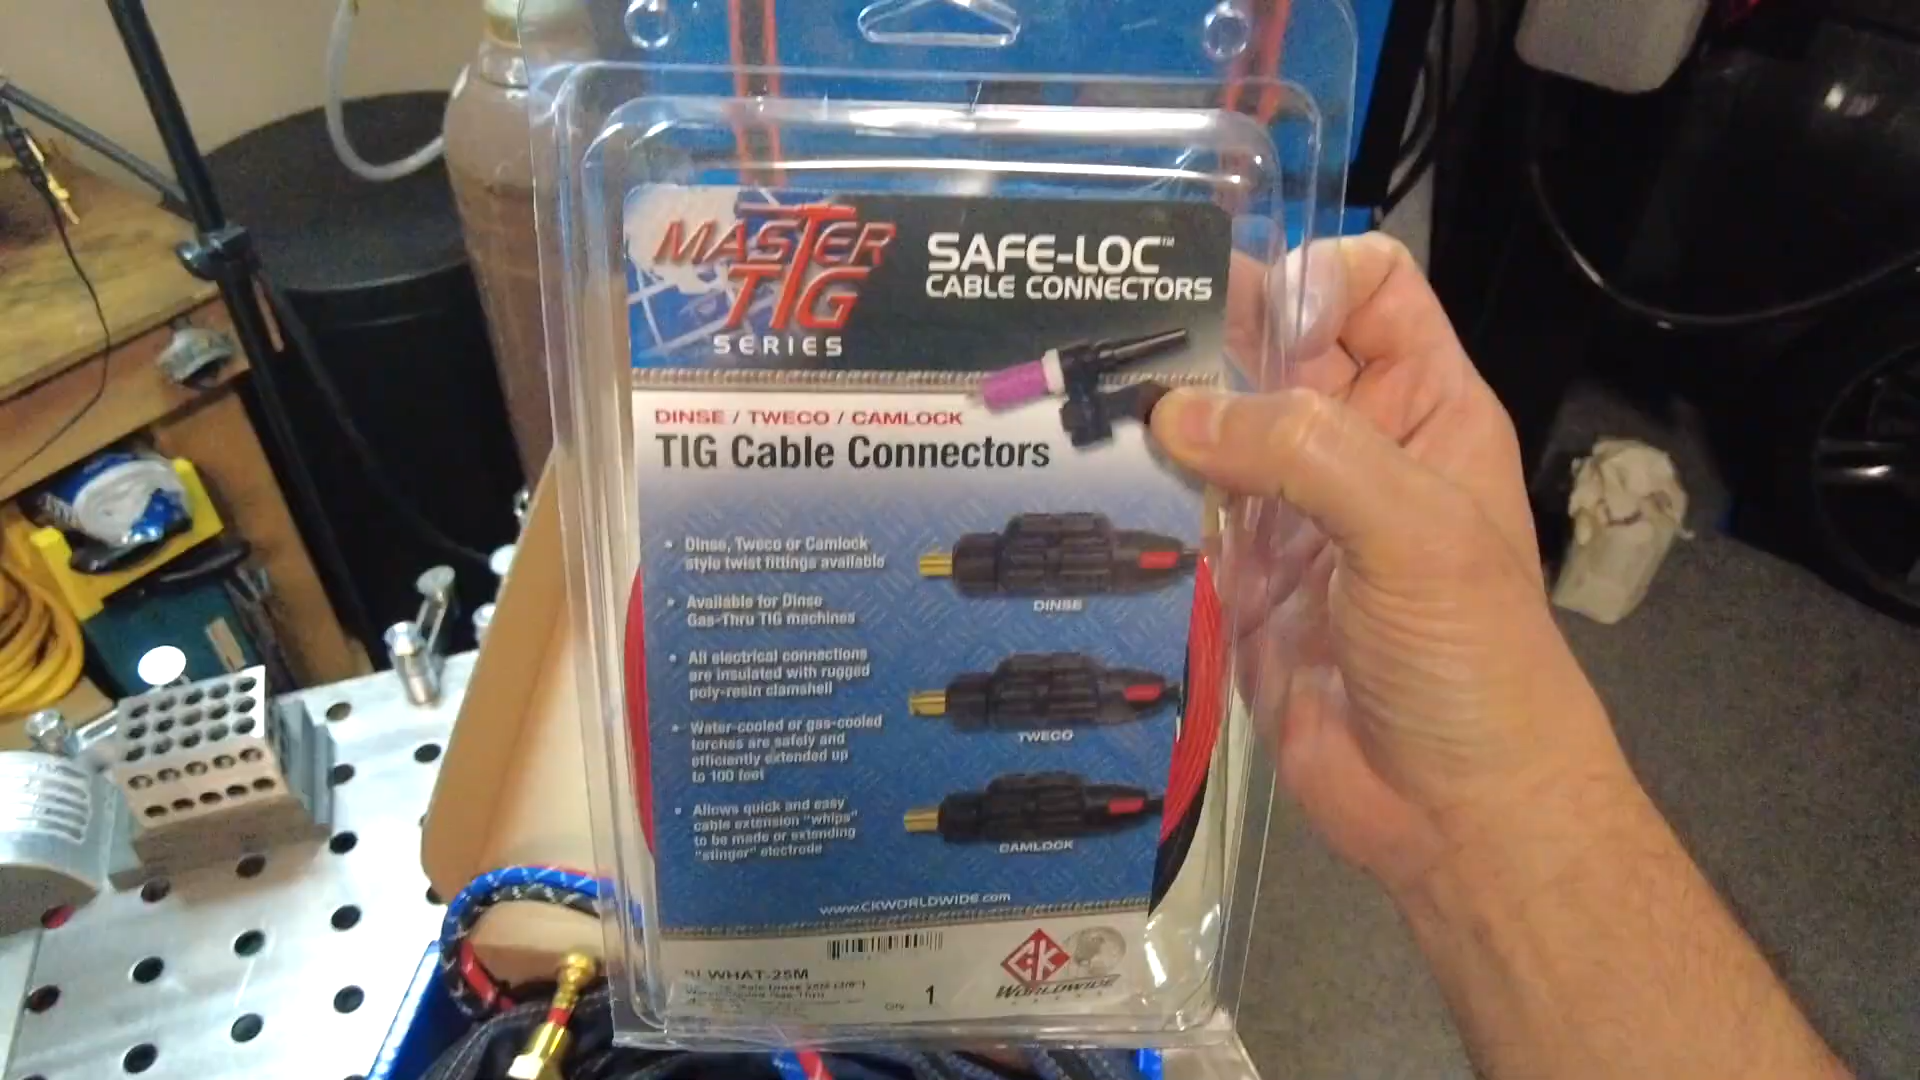 MASTER
TIG
SERIES
SAFE-LOC™
CABLE CONNECTORS
DINSE / TWECO / CAMLOCK
TIG Cable Connectors
• Dinse, Tweco or Camlock
style twist fittings available
• Available for Dinse
Gas-Thru TIG machines
• All electrical connections
are insulated with rugged
poly-resin clamshell
• Water-cooled or gas-cooled
torches are safely and
efficiently extended up
to 100 feet
• Allows quick and easy
cable extension "whips"
to be made or extending
"stinger" electrode
DINSE
TWECO
CAMLOCK
www.CKWORLDWIDE.com
WHAT-25M
1
CK
WORLDWIDE